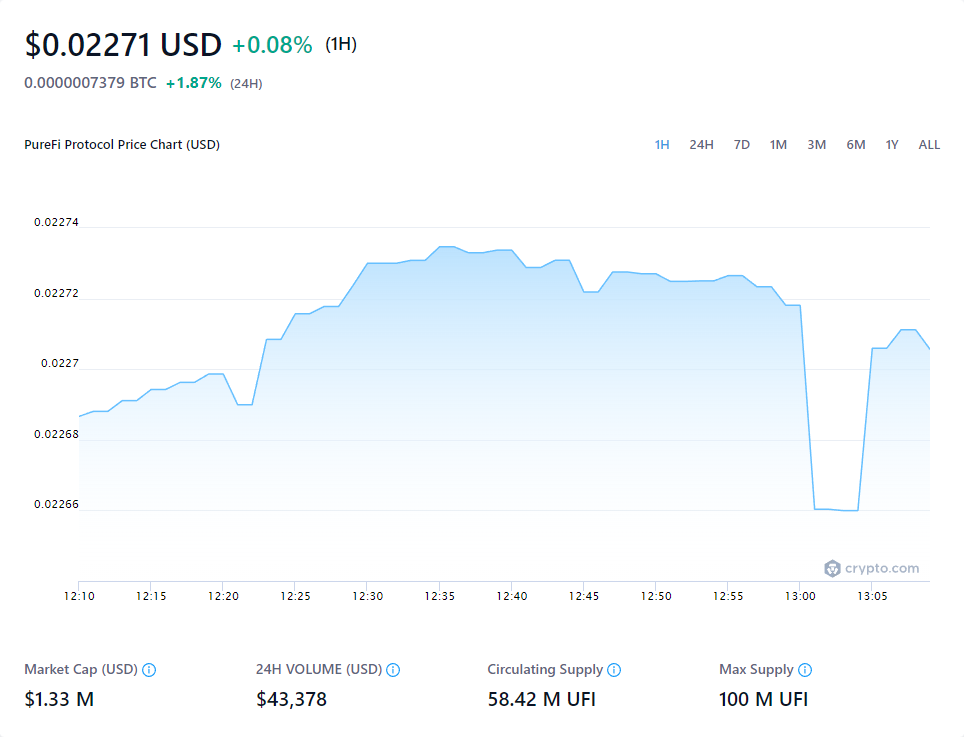 $0.02271 USD +0.08% (1H)
0.0000007379 BTC +1.87% (24H)
PureFi Protocol Price Chart (USD)
1H 24H 7D 1M 3M 6M 1Y ALL
0.02274
0.02272
0.0227
0.02268
0.02266
crypto.com
12:10 12:15 12:20 12:25 12:30 12:35 12:40 12:45 12:50 12:55 13:00 13:05
Market Cap (USD) 24H VOLUME (USD) Circulating Supply Max Supply
$1.33 M $43,378 58.42 M UFI 100 M UFI